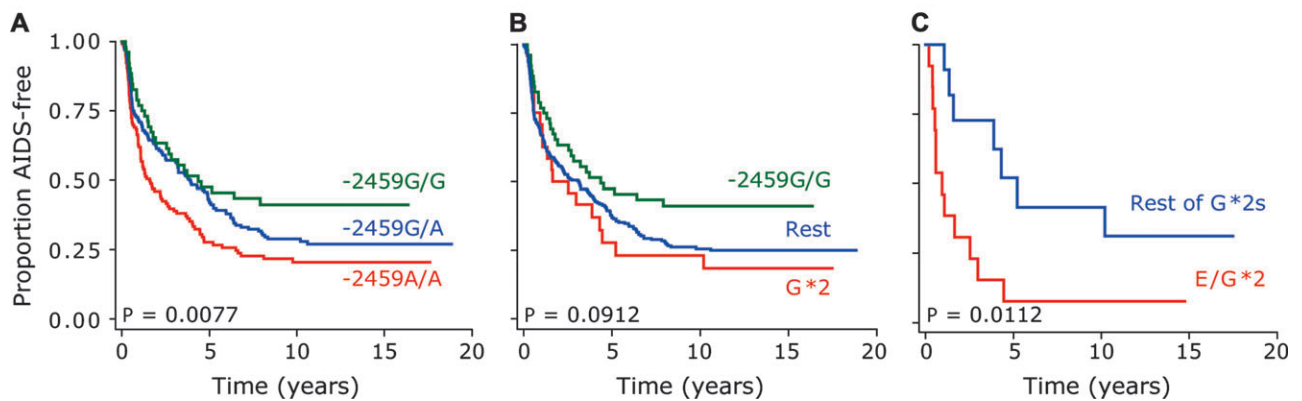 A
Proportion AIDS-free
1.00
0.75
0.50
0.25
0.00
-2459G/G
-2459G/A
-2459A/A
P = 0.0077
0 5 10 15 20
Time (years)
B
-2459G/G
Rest
G*2
P = 0.0912
0 5 10 15 20
Time (years)
C
Rest of G*2s
E/G*2
P = 0.0112
0 5 10 15 20
Time (years)